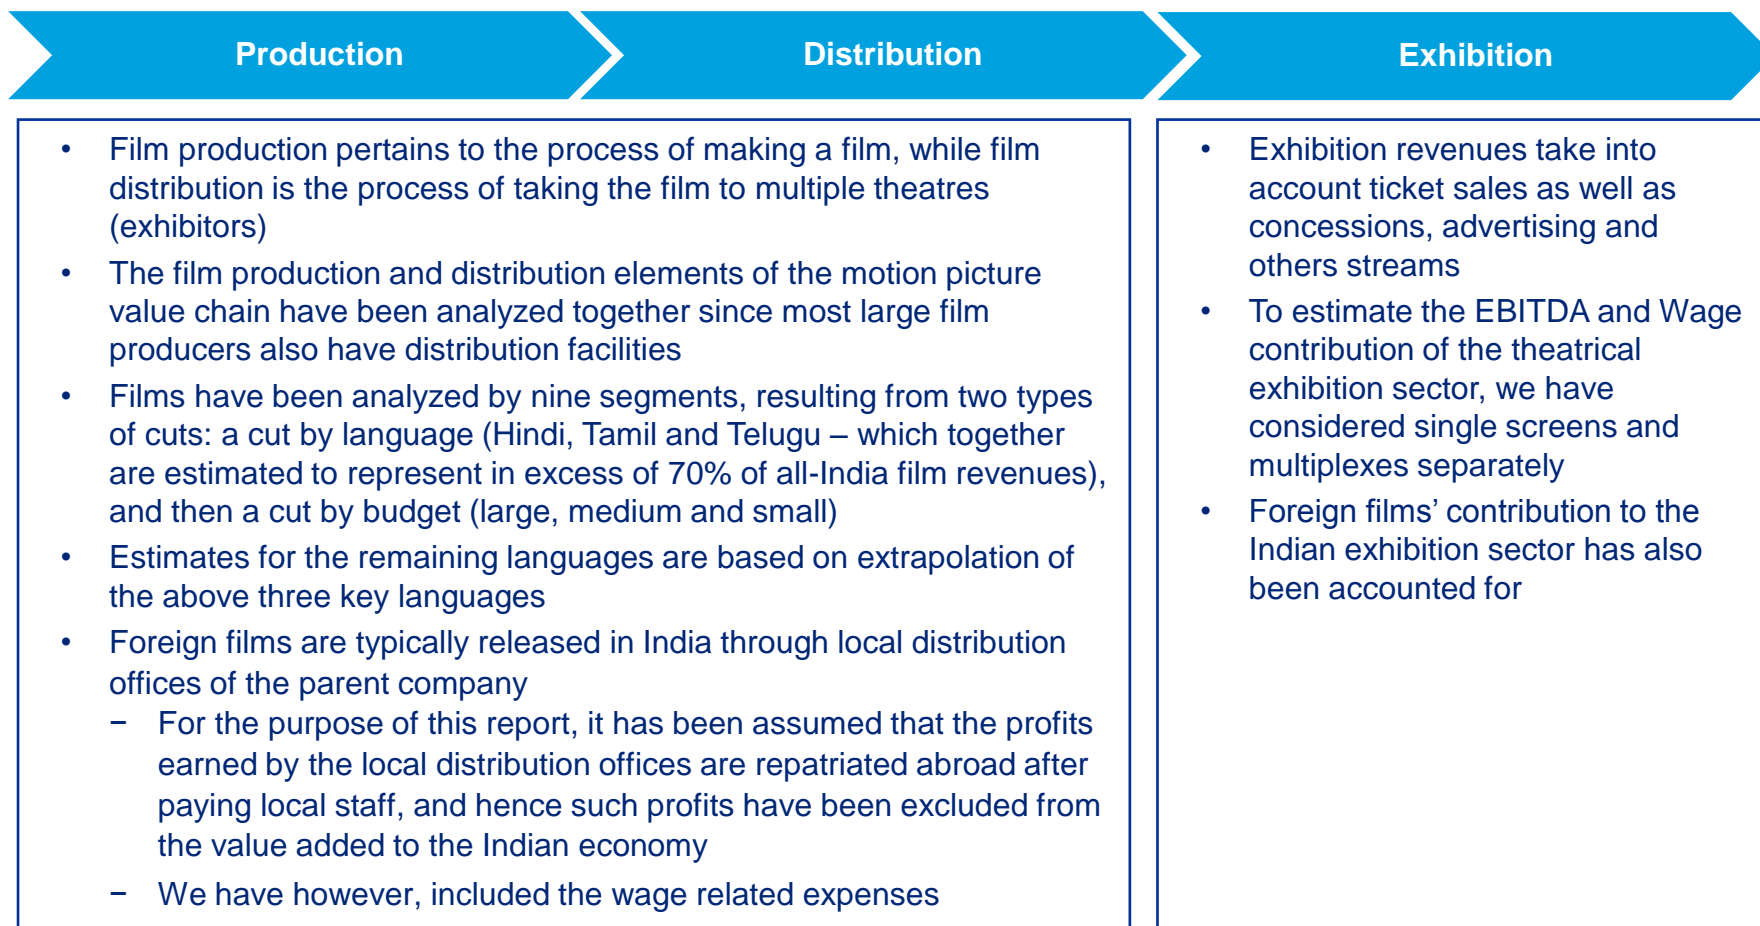 Production
Distribution
Exhibition
• Film production pertains to the process of making a film, while film
distribution is the process of taking the film to multiple theatres
(exhibitors)
• The film production and distribution elements of the motion picture
value chain have been analyzed together since most large film
producers also have distribution facilities
• Films have been analyzed by nine segments, resulting from two types
of cuts: a cut by language (Hindi, Tamil and Telugu – which together
are estimated to represent in excess of 70% of all-India film revenues),
and then a cut by budget (large, medium and small)
• Estimates for the remaining languages are based on extrapolation of
the above three key languages
• Foreign films are typically released in India through local distribution
offices of the parent company
− For the purpose of this report, it has been assumed that the profits
earned by the local distribution offices are repatriated abroad after
paying local staff, and hence such profits have been excluded from
the value added to the Indian economy
− We have however, included the wage related expenses
• Exhibition revenues take into
account ticket sales as well as
concessions, advertising and
others streams
• To estimate the EBITDA and Wage
contribution of the theatrical
exhibition sector, we have
considered single screens and
multiplexes separately
• Foreign films’ contribution to the
Indian exhibition sector has also
been accounted for